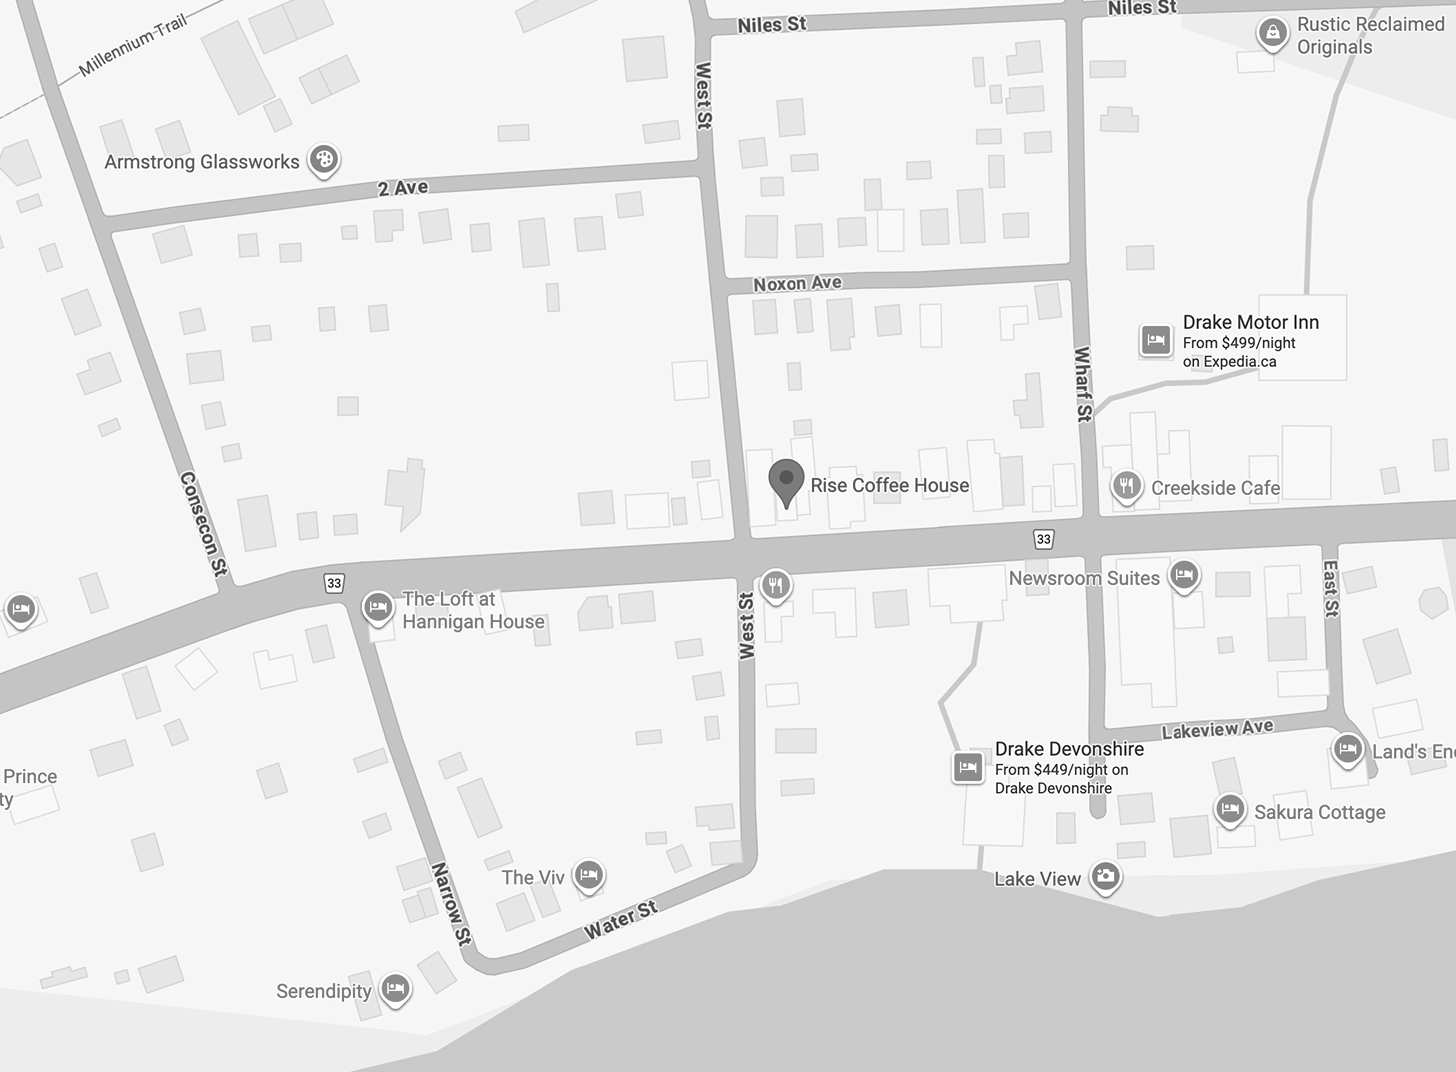 Niles St
Niles St
Millennium Trail
Rustic Reclaimed
Originals
West St
Armstrong Glassworks
2 Ave
Noxon Ave
Drake Motor Inn
From $499/night
on Expedia.ca
Wharf St
Consecon St
Rise Coffee House
Creekside Cafe
33
33
Newsroom Suites
The Loft at
Hannigan House
West St
East St
Lakeview Ave
Drake Devonshire
From $449/night on
Drake Devonshire
Land's En
Prince
ty
Sakura Cottage
Narrow St
The Viv
Lake View
Water St
Serendipity